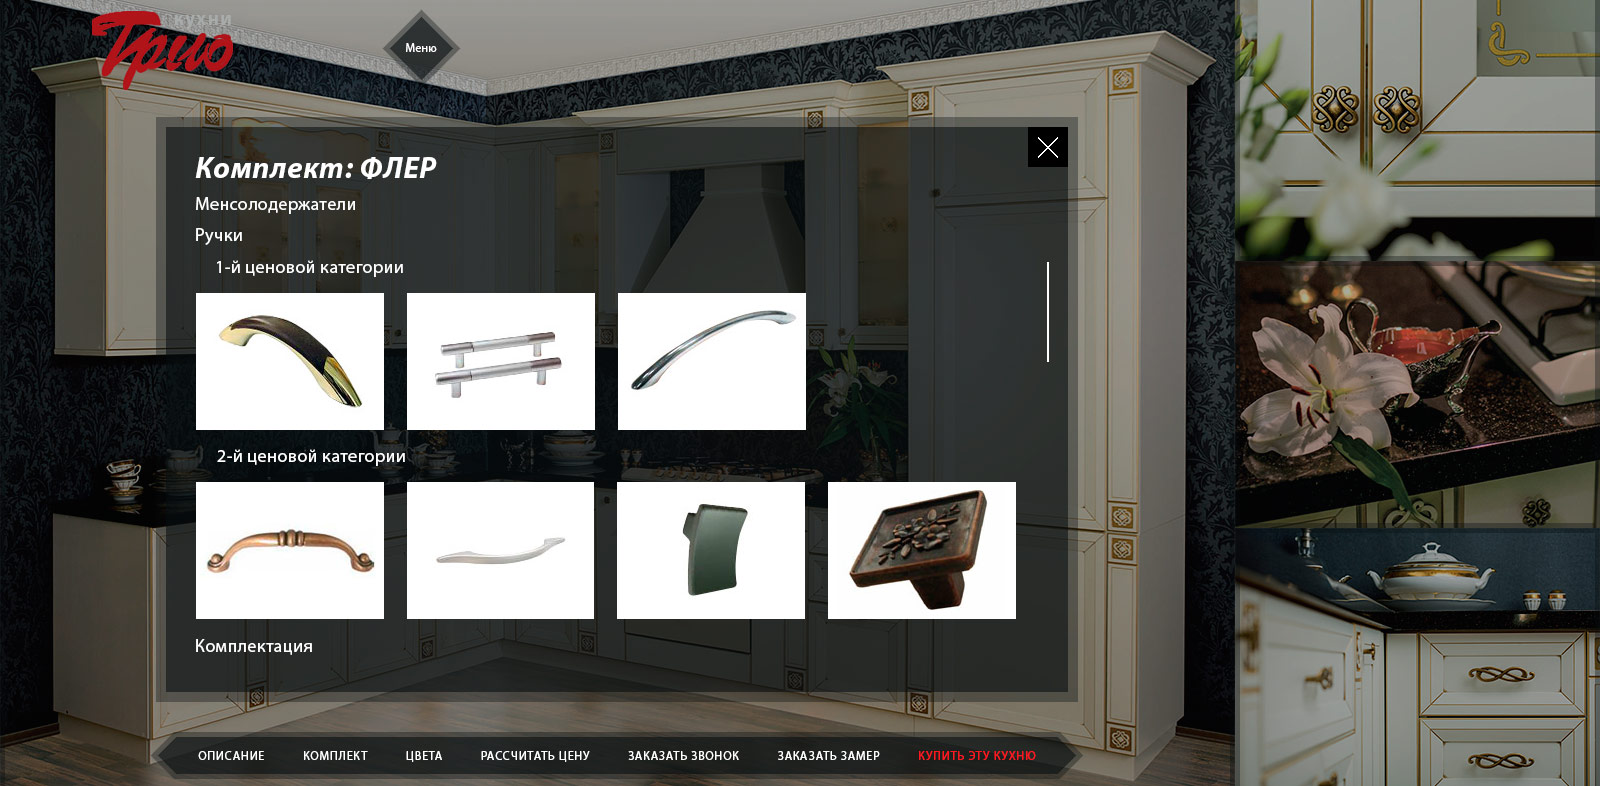 кухни
Трио
Меню
Комплект: ФЛЕР
Менсолодержатели
Ручки
1-й ценовой категории
2-й ценовой категории
Комплектация
ОПИСАНИЕ КОМПЛЕКТ ЦВЕТА РАССЧИТАТЬ ЦЕНУ ЗАКАЗАТЬ ЗВОНОК ЗАКАЗАТЬ ЗАМЕР КУПИТЬ ЭТУ КУХНЮ